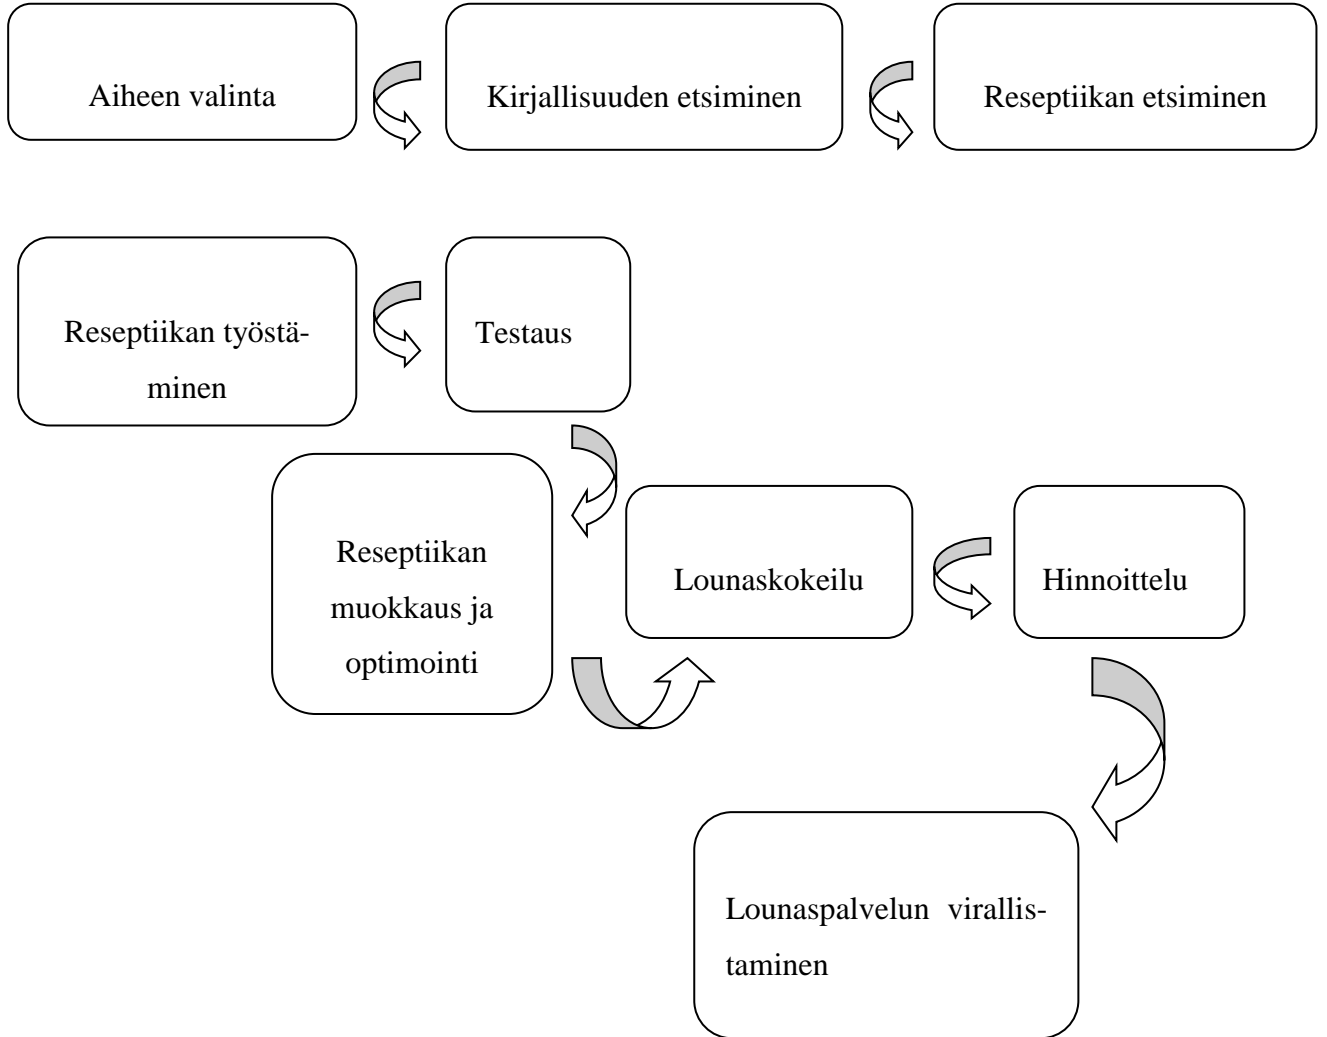 Aiheen valinta
Kirjallisuuden etsiminen
Reseptiikan etsiminen
Reseptiikan työstä-
minen
Testaus
Reseptiikan
muokkaus ja
optimointi
Lounaskokeilu
Hinnoittelu
Lounaspalvelun virallis-
taminen